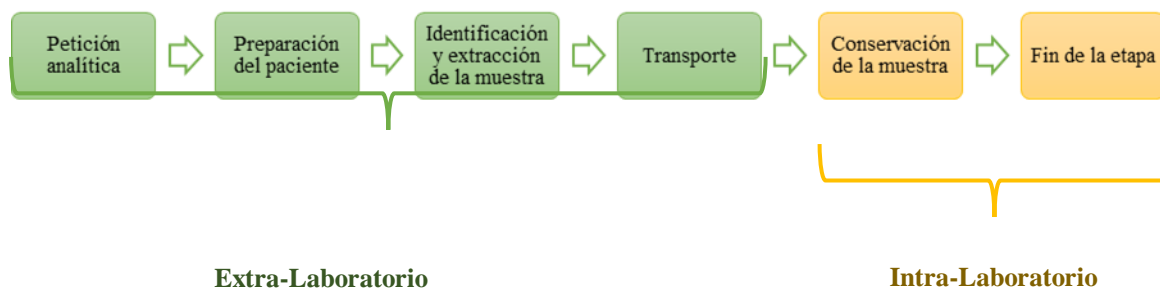 Petición
analítica
Preparación
del paciente
Identificación
y extracción
de la muestra
Transporte
Conservación
de la muestra
Fin de la etapa
Extra-Laboratorio
Intra-Laboratorio